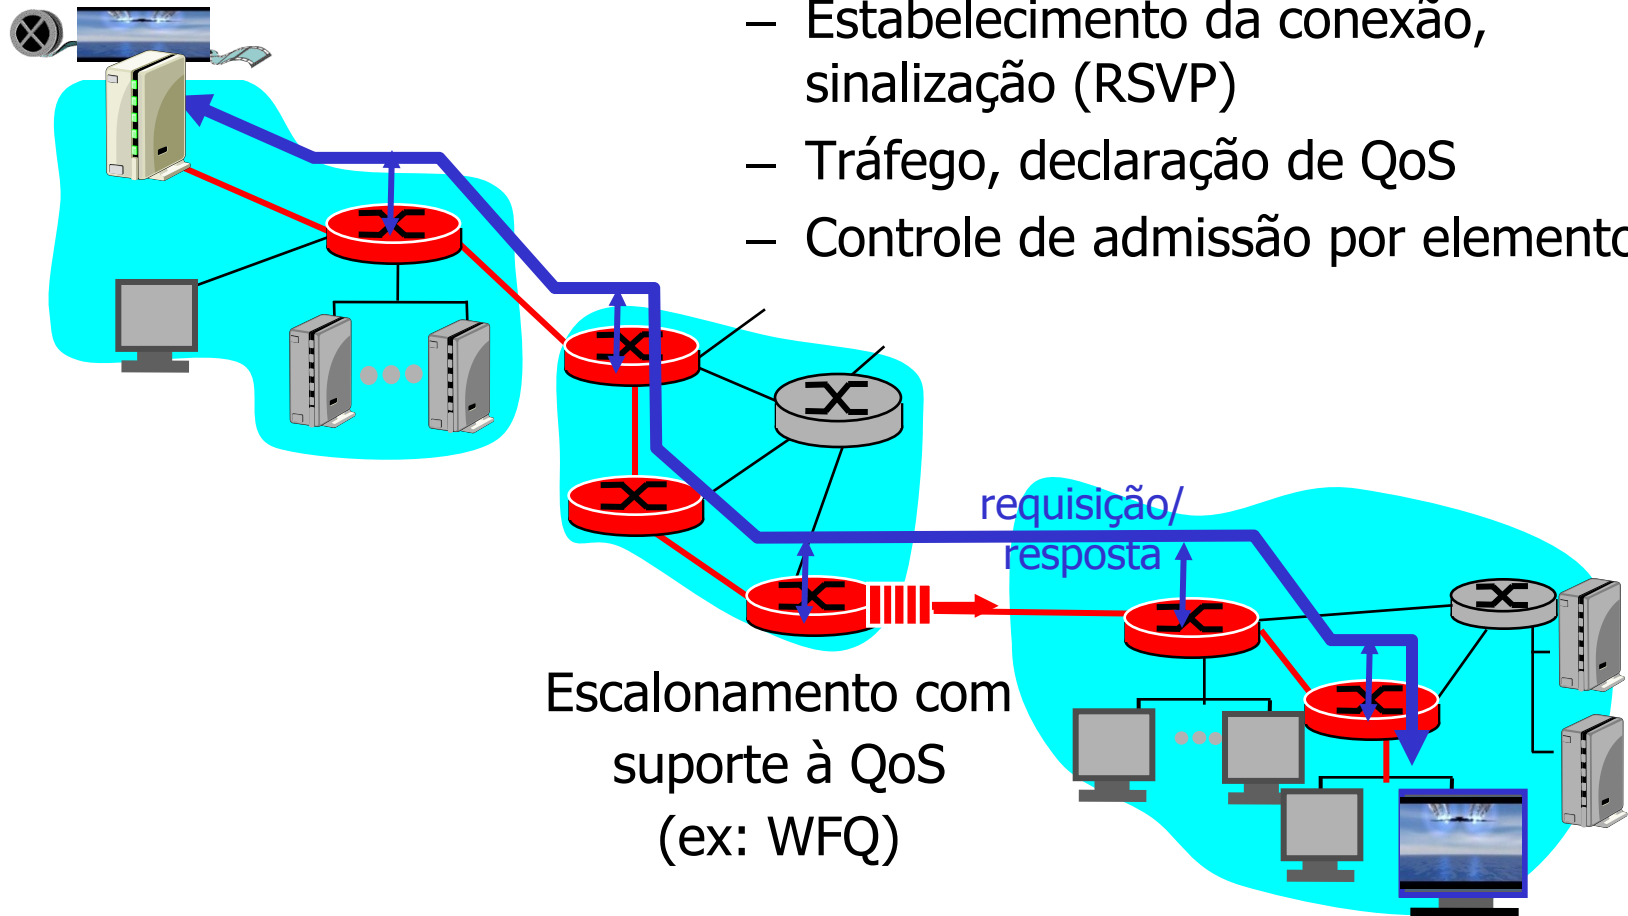 – Estabelecimento da conexão,
sinalização (RSVP)
– Tráfego, declaração de QoS
– Controle de admissão por elemento
requisição/
resposta
Escalonamento com
suporte à QoS
(ex: WFQ)